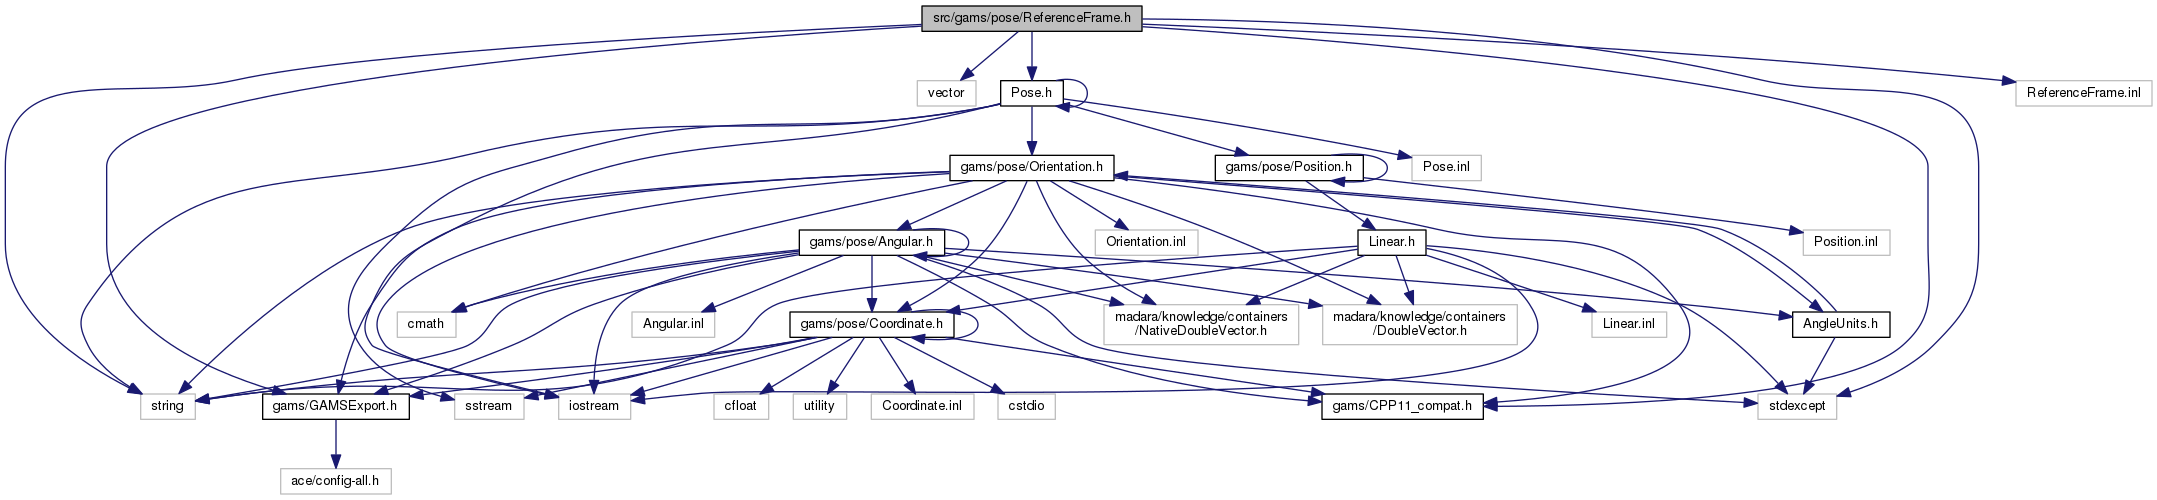 src/gams/pose/ReferenceFrame.h
vector
Pose.h
ReferenceFrame.inl
gams/pose/Orientation.h
gams/pose/Position.h
Pose.inl
gams/pose/Angular.h
Orientation.inl
Linear.h
Position.inl
cmath
Angular.inl
gams/pose/Coordinate.h
madara/knowledge/containers
/NativeDoubleVector.h
madara/knowledge/containers
/DoubleVector.h
Linear.inl
AngleUnits.h
string
gams/GAMSExport.h
sstream
iostream
cfloat
utility
Coordinate.inl
cstdio
gams/CPP11_compat.h
stdexcept
ace/config-all.h